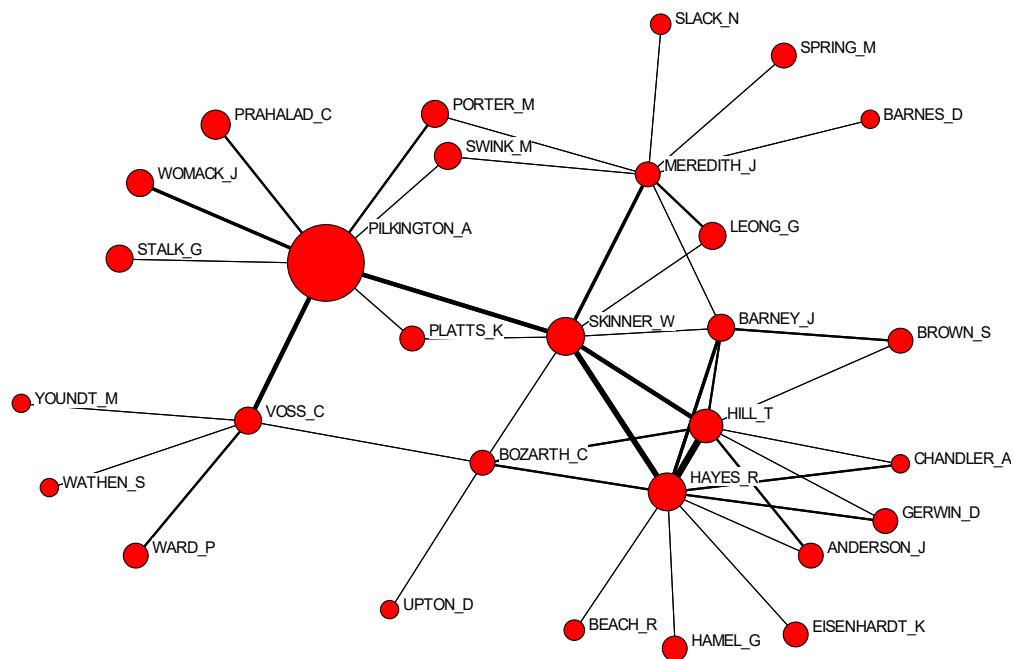 SLACK_N
SPRING_M
PORTER_M
PRAHALAD_C
BARNES_D
SWINK_M
MEREDITH_J
WOMACK_J
LEONG_G
PILKINGTON_A
STALK_G
SKINNER_W
BARNEY_J
PLATTS_K
BROWN_S
YOUNDT_M
VOSS_C
HILL_T
BOZARTH_C
CHANDLER_A
HAYES_R
WATHEN_S
GERWIN_D
WARD_P
ANDERSON_J
UPTON_D
BEACH_R
EISENHARDT_K
HAMEL_G